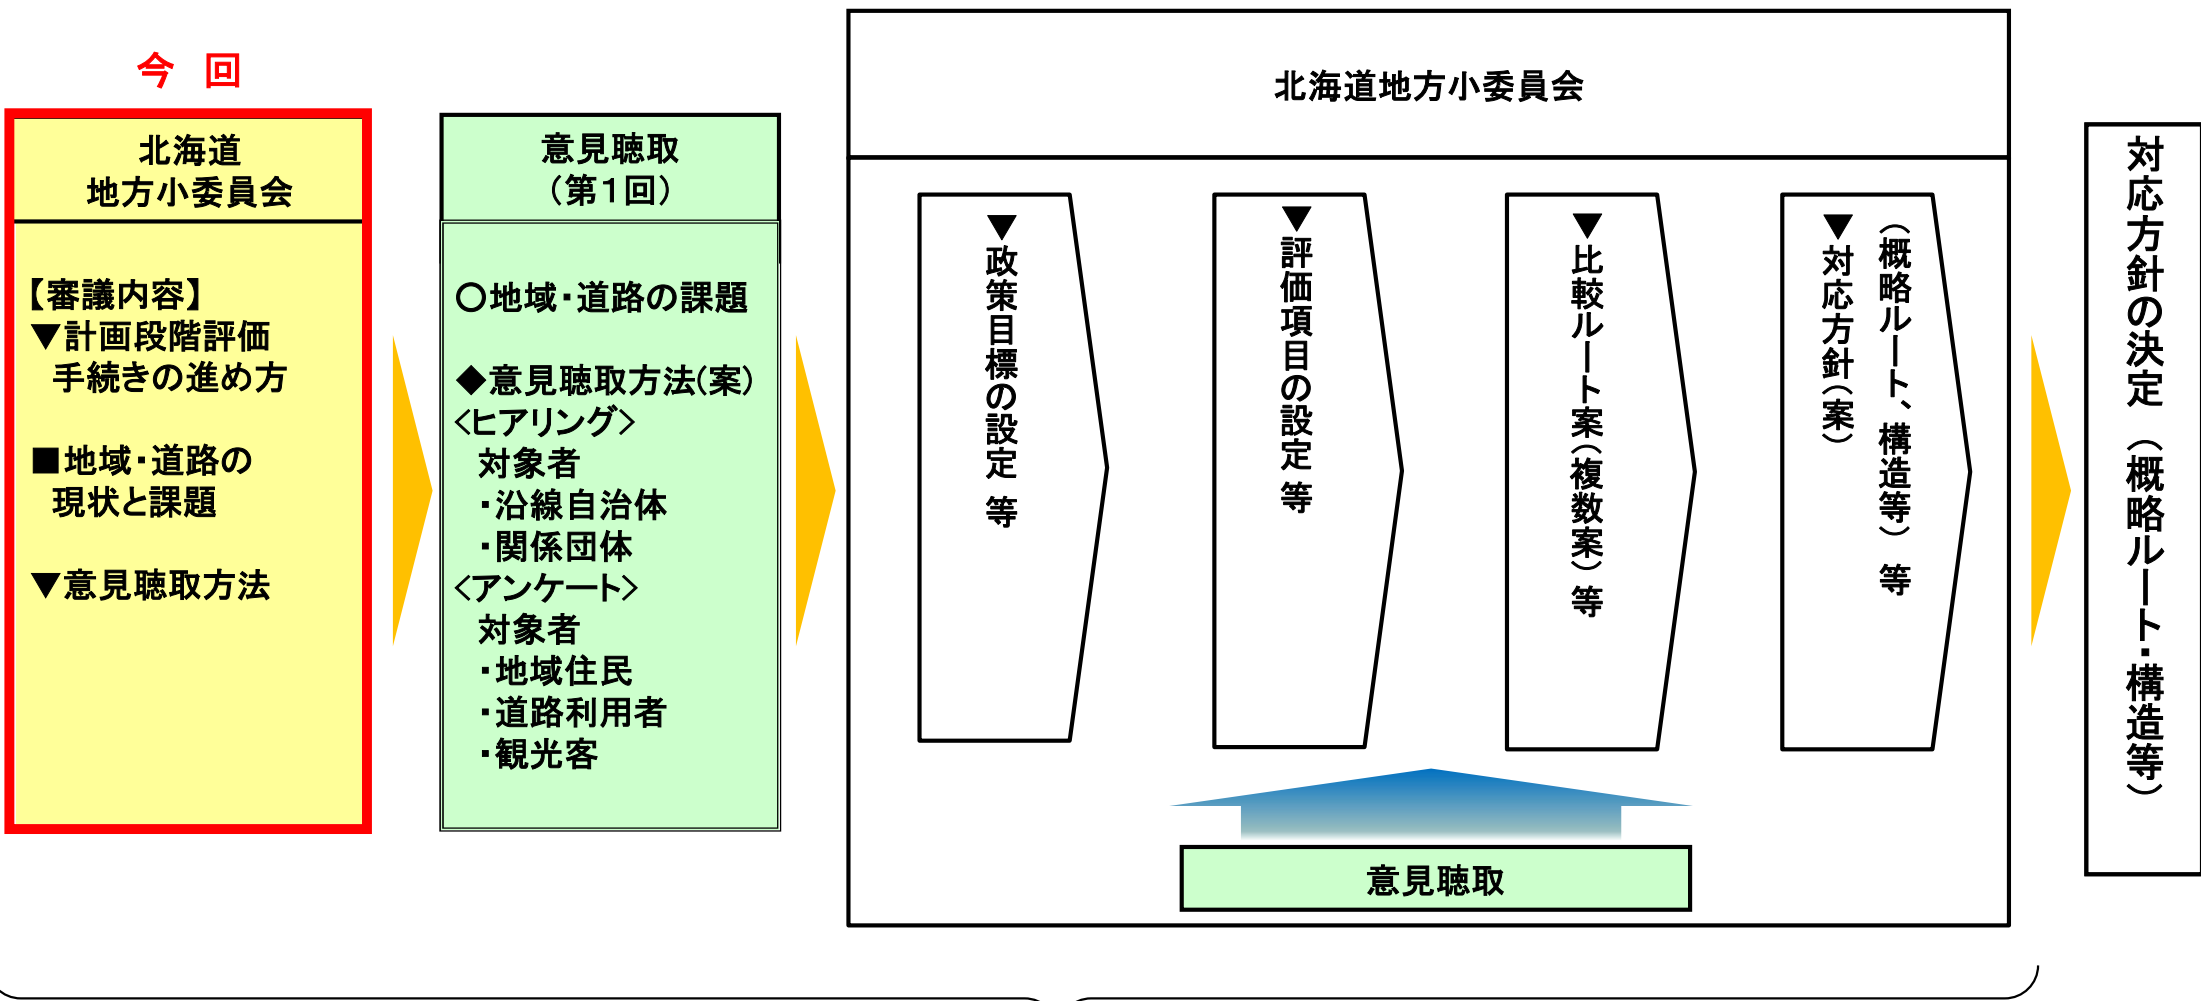 今　回
北海道
地方小委員会
【審議内容】
▼計画段階評価
手続きの進め方
■地域・道路の
現状と課題
▼意見聴取方法
意見聴取
（第１回）
○地域・道路の課題
◆意見聴取方法(案)
<ヒアリング>
対象者
・沿線自治体
・関係団体
<アンケート>
対象者
・地域住民
・道路利用者
・観光客
北海道地方小委員会
▼政策目標の設定 等
▼評価項目の設定 等
▼比較ルート案（複数案）等
▼対応方針（案）
（概略ルート、構造等） 等
意見聴取
対応方針の決定 （概略ルート・構造等）